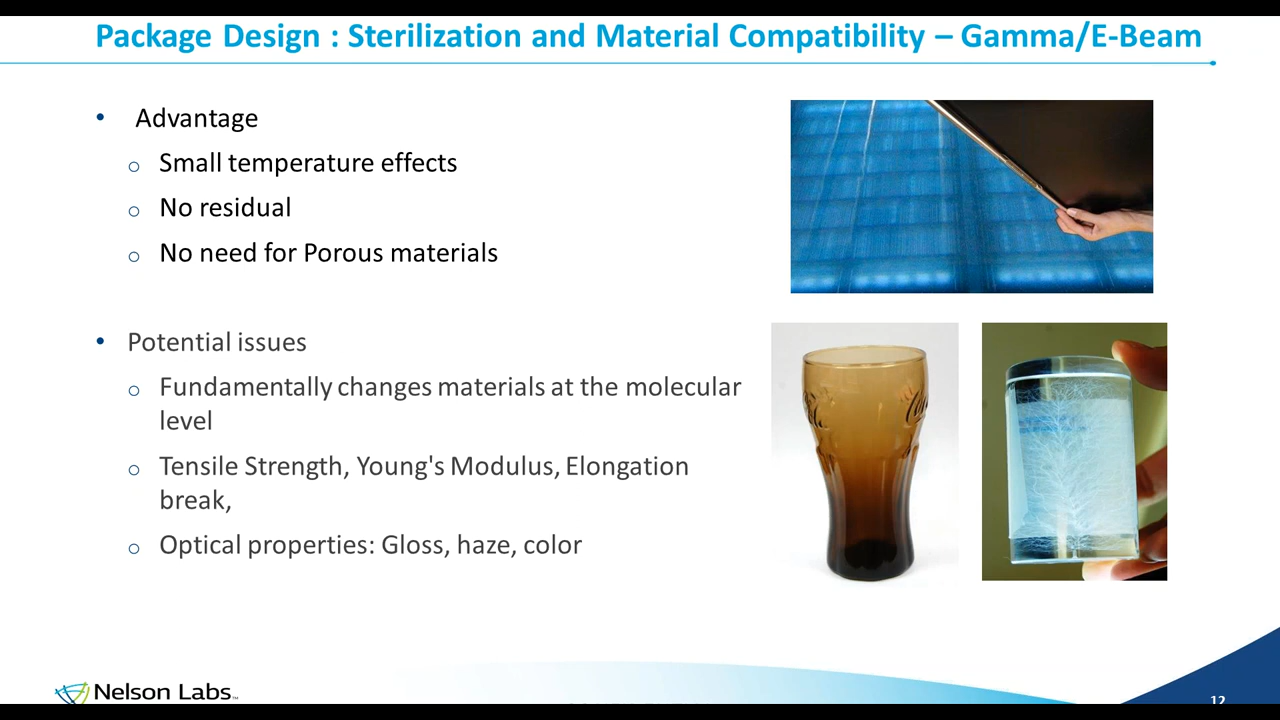 Package Design : Sterilization and Material Compatibility – Gamma/E-Beam
• Advantage
o Small temperature effects
o No residual
o No need for Porous materials
• Potential issues
o Fundamentally changes materials at the molecular
level
o Tensile Strength, Young's Modulus, Elongation
break,
o Optical properties: Gloss, haze, color
Nelson Labs™
12